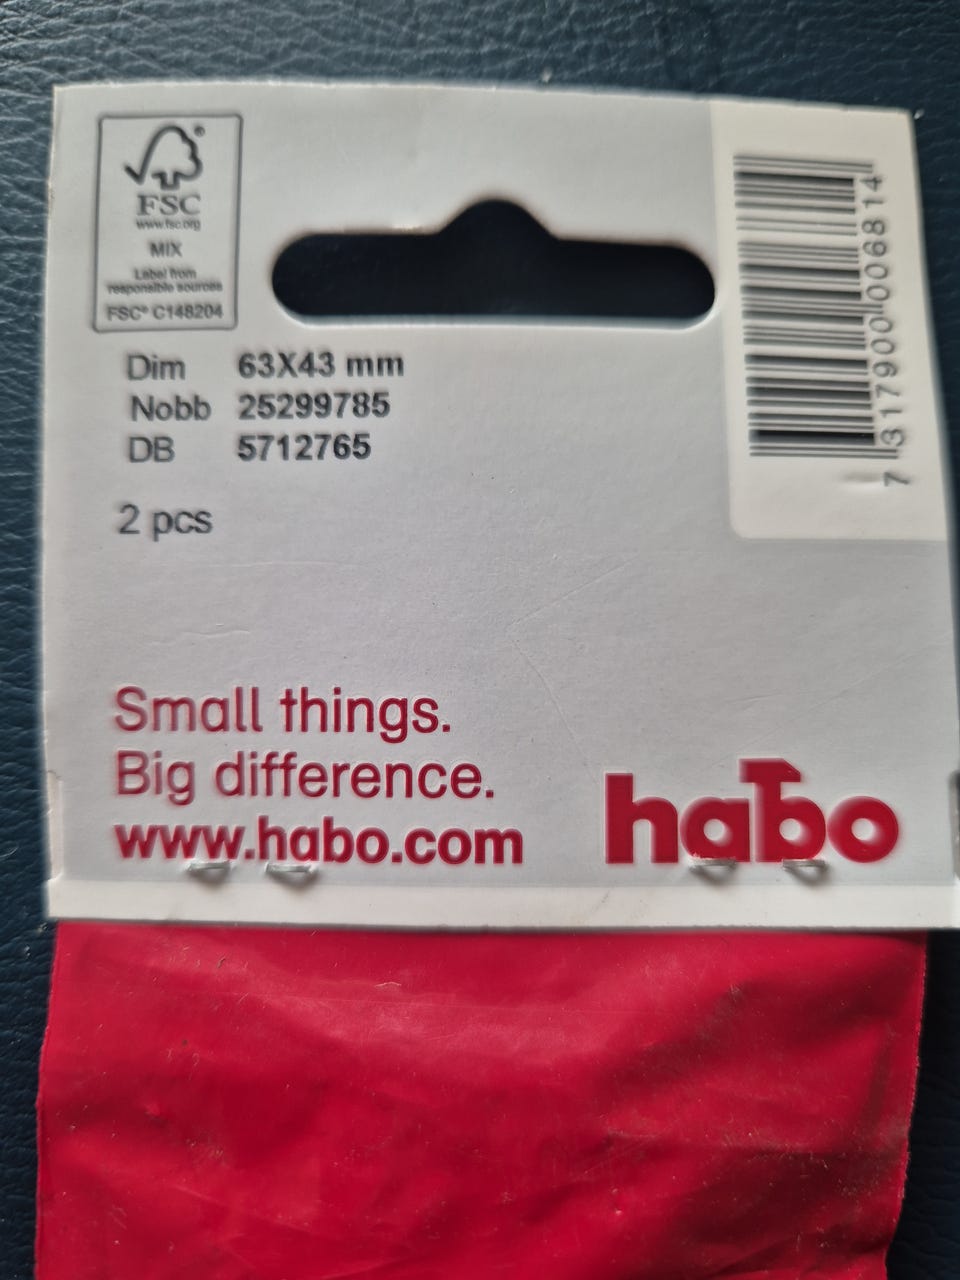 FSC®
www.fsc.org
MIX
Label from
responsible sources
FSC® C148204
7 317900 006814
Dim 63X43 mm
Nobb 25299785
DB 5712765
2 pcs
Small things.
Big difference.
www.habo.com
habo